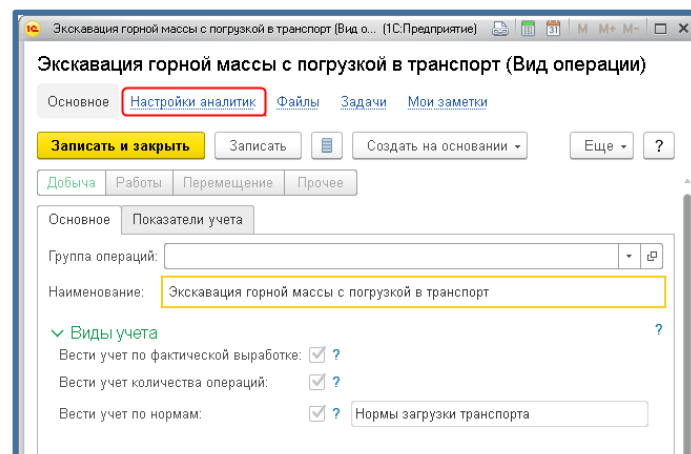 1С Экскавация горной массы с погрузкой в транспорт (Вид о... (1С:Предприятие) 31 M M+ M-
Экскавация горной массы с погрузкой в транспорт (Вид операции)
Основное Настройки аналитик Файлы Задачи Мои заметки
Записать и закрыть Записать Создать на основании Еще ?
Добыча Работы Перемещение Прочее
Основное Показатели учета
Группа операций:
Наименование: Экскавация горной массы с погрузкой в транспорт
Виды учета ?
Вести учет по фактической выработке: ?
Вести учет количества операций: ?
Вести учет по нормам: ? Нормы загрузки транспорта